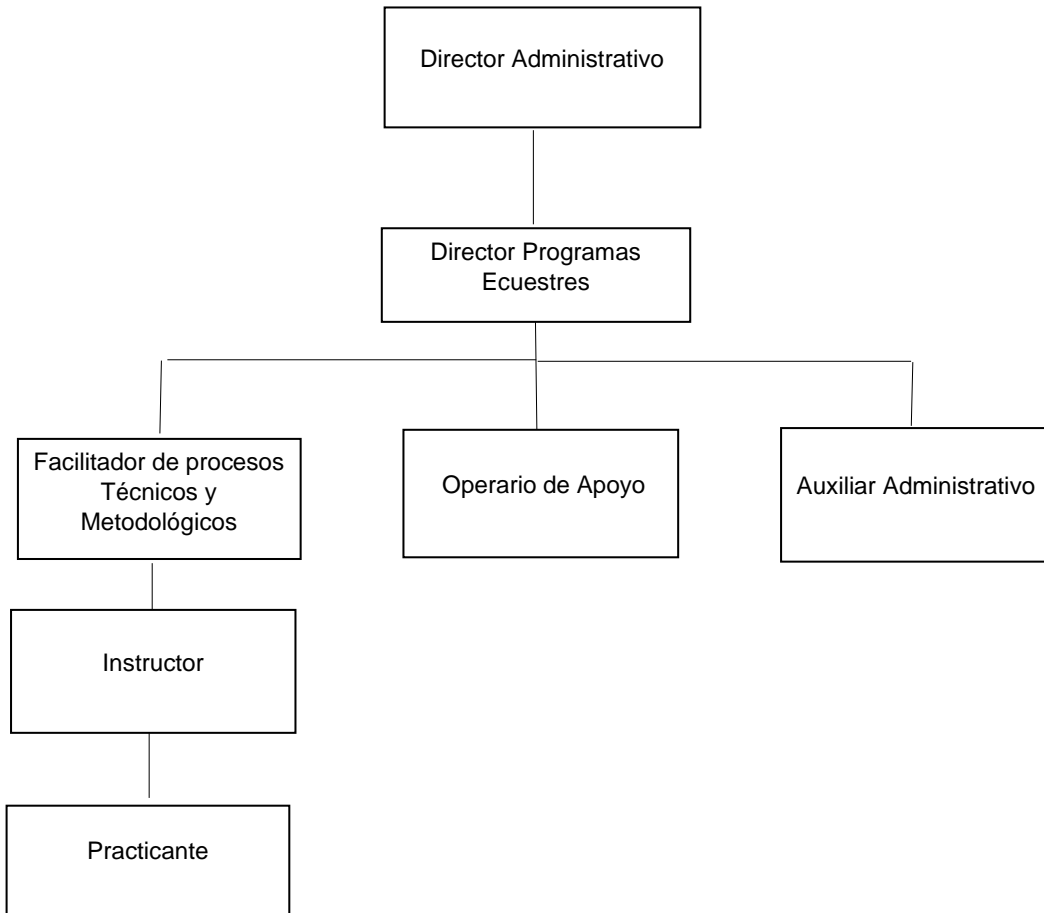 Director Administrativo
Director Programas
Ecuestres
Facilitador de procesos
Técnicos y
Metodológicos
Operario de Apoyo
Auxiliar Administrativo
Instructor
Practicante